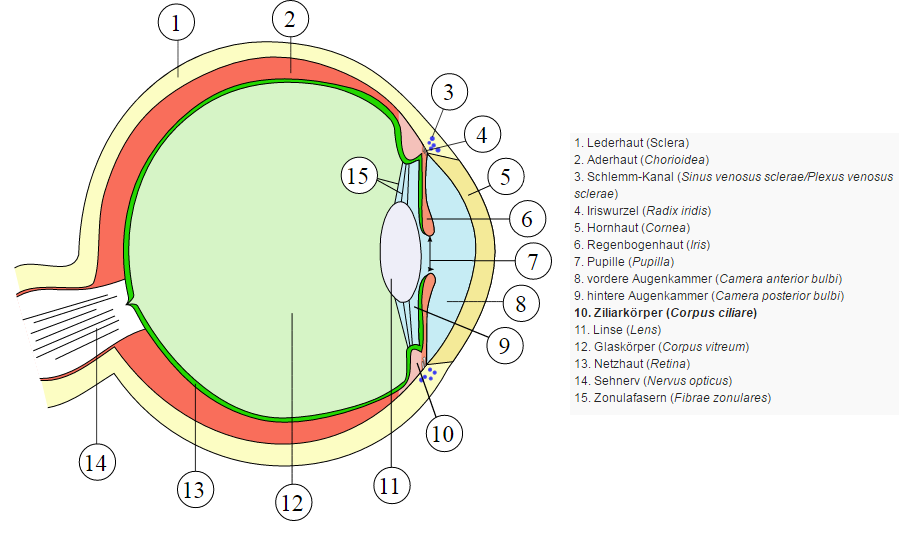 1
2
3
4
5
15
6
7
8
9
10
14
13
12
11
1. Lederhaut (Sclera)
2. Aderhaut (Chorioidea)
3. Schlemm-Kanal (Sinus venosus sclerae/Plexus venosus
sclerae)
4. Iriswurzel (Radix iridis)
5. Hornhaut (Cornea)
6. Regenbogenhaut (Iris)
7. Pupille (Pupilla)
8. vordere Augenkammer (Camera anterior bulbi)
9. hintere Augenkammer (Camera posterior bulbi)
10. Ziliarkörper (Corpus ciliare)
11. Linse (Lens)
12. Glaskörper (Corpus vitreum)
13. Netzhaut (Retina)
14. Sehnerv (Nervus opticus)
15. Zonulafasern (Fibrae zonulares)